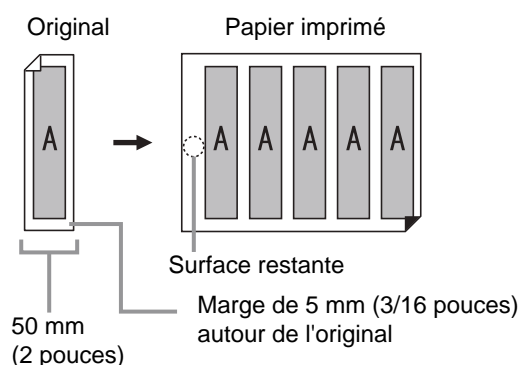 Original
Papier imprimé
A
A A A A A
Surface restante
Marge de 5 mm (3/16 pouces)
autour de l'original
50 mm
(2 pouces)